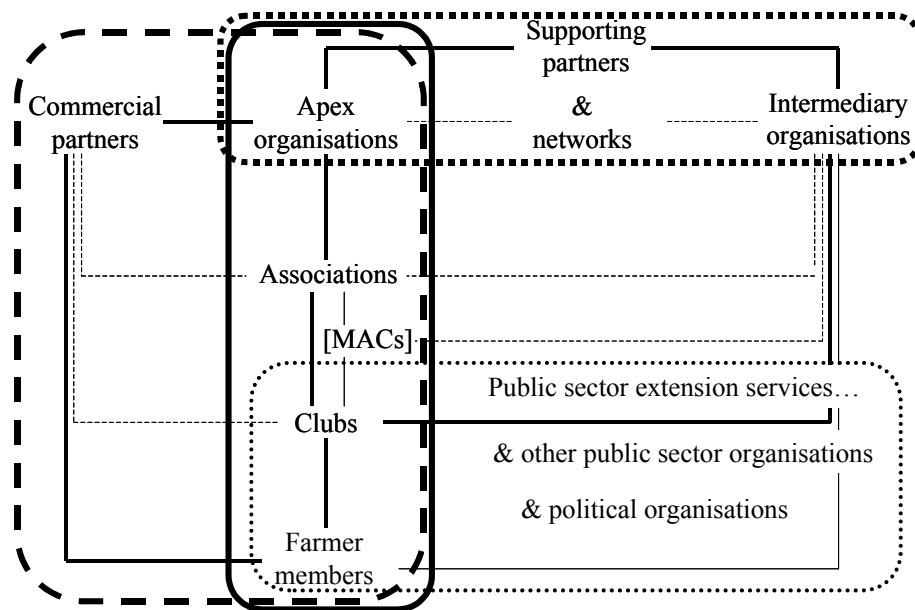 Supporting
partners
Commercial
partners
Apex
organisations
&
networks
Intermediary
organisations
Associations
[MACs]
Public sector extension services…
Clubs
& other public sector organisations
& political organisations
Farmer
members